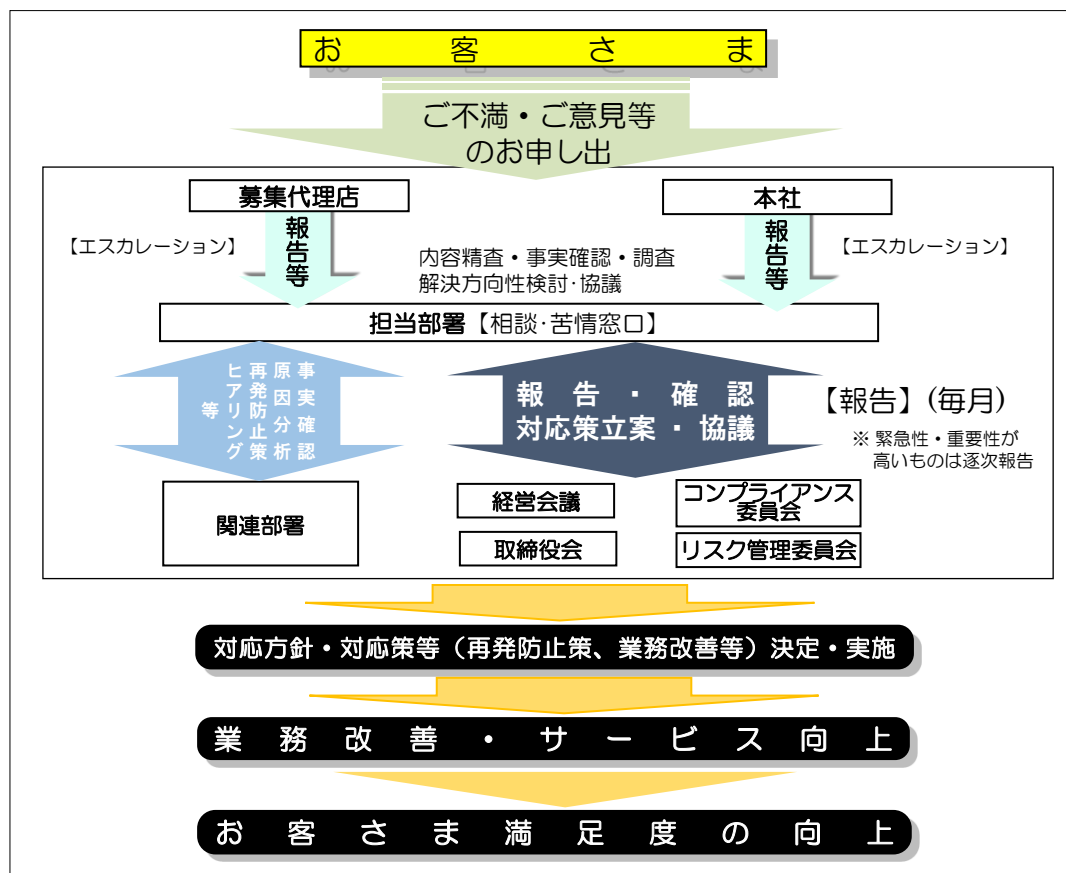 お客さま
ご不満・ご意見等
のお申し出
募集代理店
本社
【エスカレーション】
報告等
報告等
【エスカレーション】
内容精査・事実確認・調査
解決方向性検討・協議
担当部署【相談・苦情窓口】
事実確認
原因分析
再発防止策
ヒアリング
等
報告・確認
対応策立案・協議
【報告】(毎月)
※ 緊急性・重要性が
高いものは逐次報告
関連部署
経営会議
コンプライアンス
委員会
取締役会
リスク管理委員会
対応方針・対応策等（再発防止策、業務改善等）決定・実施
業務改善・サービス向上
お客さま満足度の向上